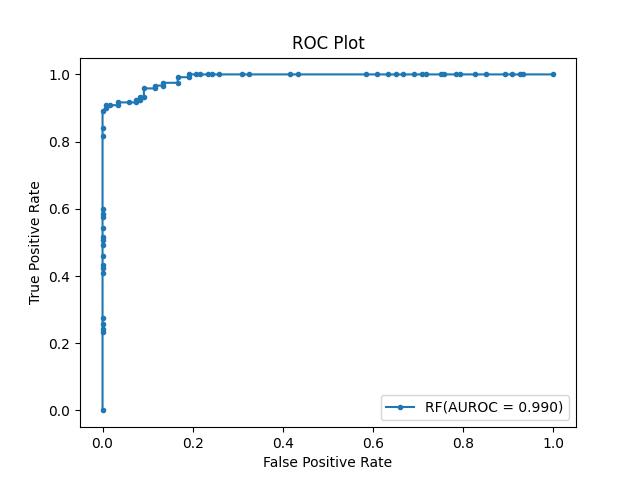 ROC Plot
1.0
0.8
0.6
0.4
0.2
0.0
True Positive Rate
RF(AUROC = 0.990)
0.0 0.2 0.4 0.6 0.8 1.0
False Positive Rate